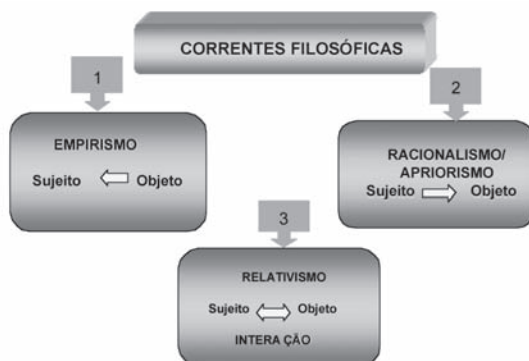 CORRENTES FILOSÓFICAS
1
EMPIRISMO
Sujeito Objeto
2
RACIONALISMO/
APRIORISMO
Sujeito Objeto
3
RELATIVISMO
Sujeito Objeto
INTERA ÇÃO